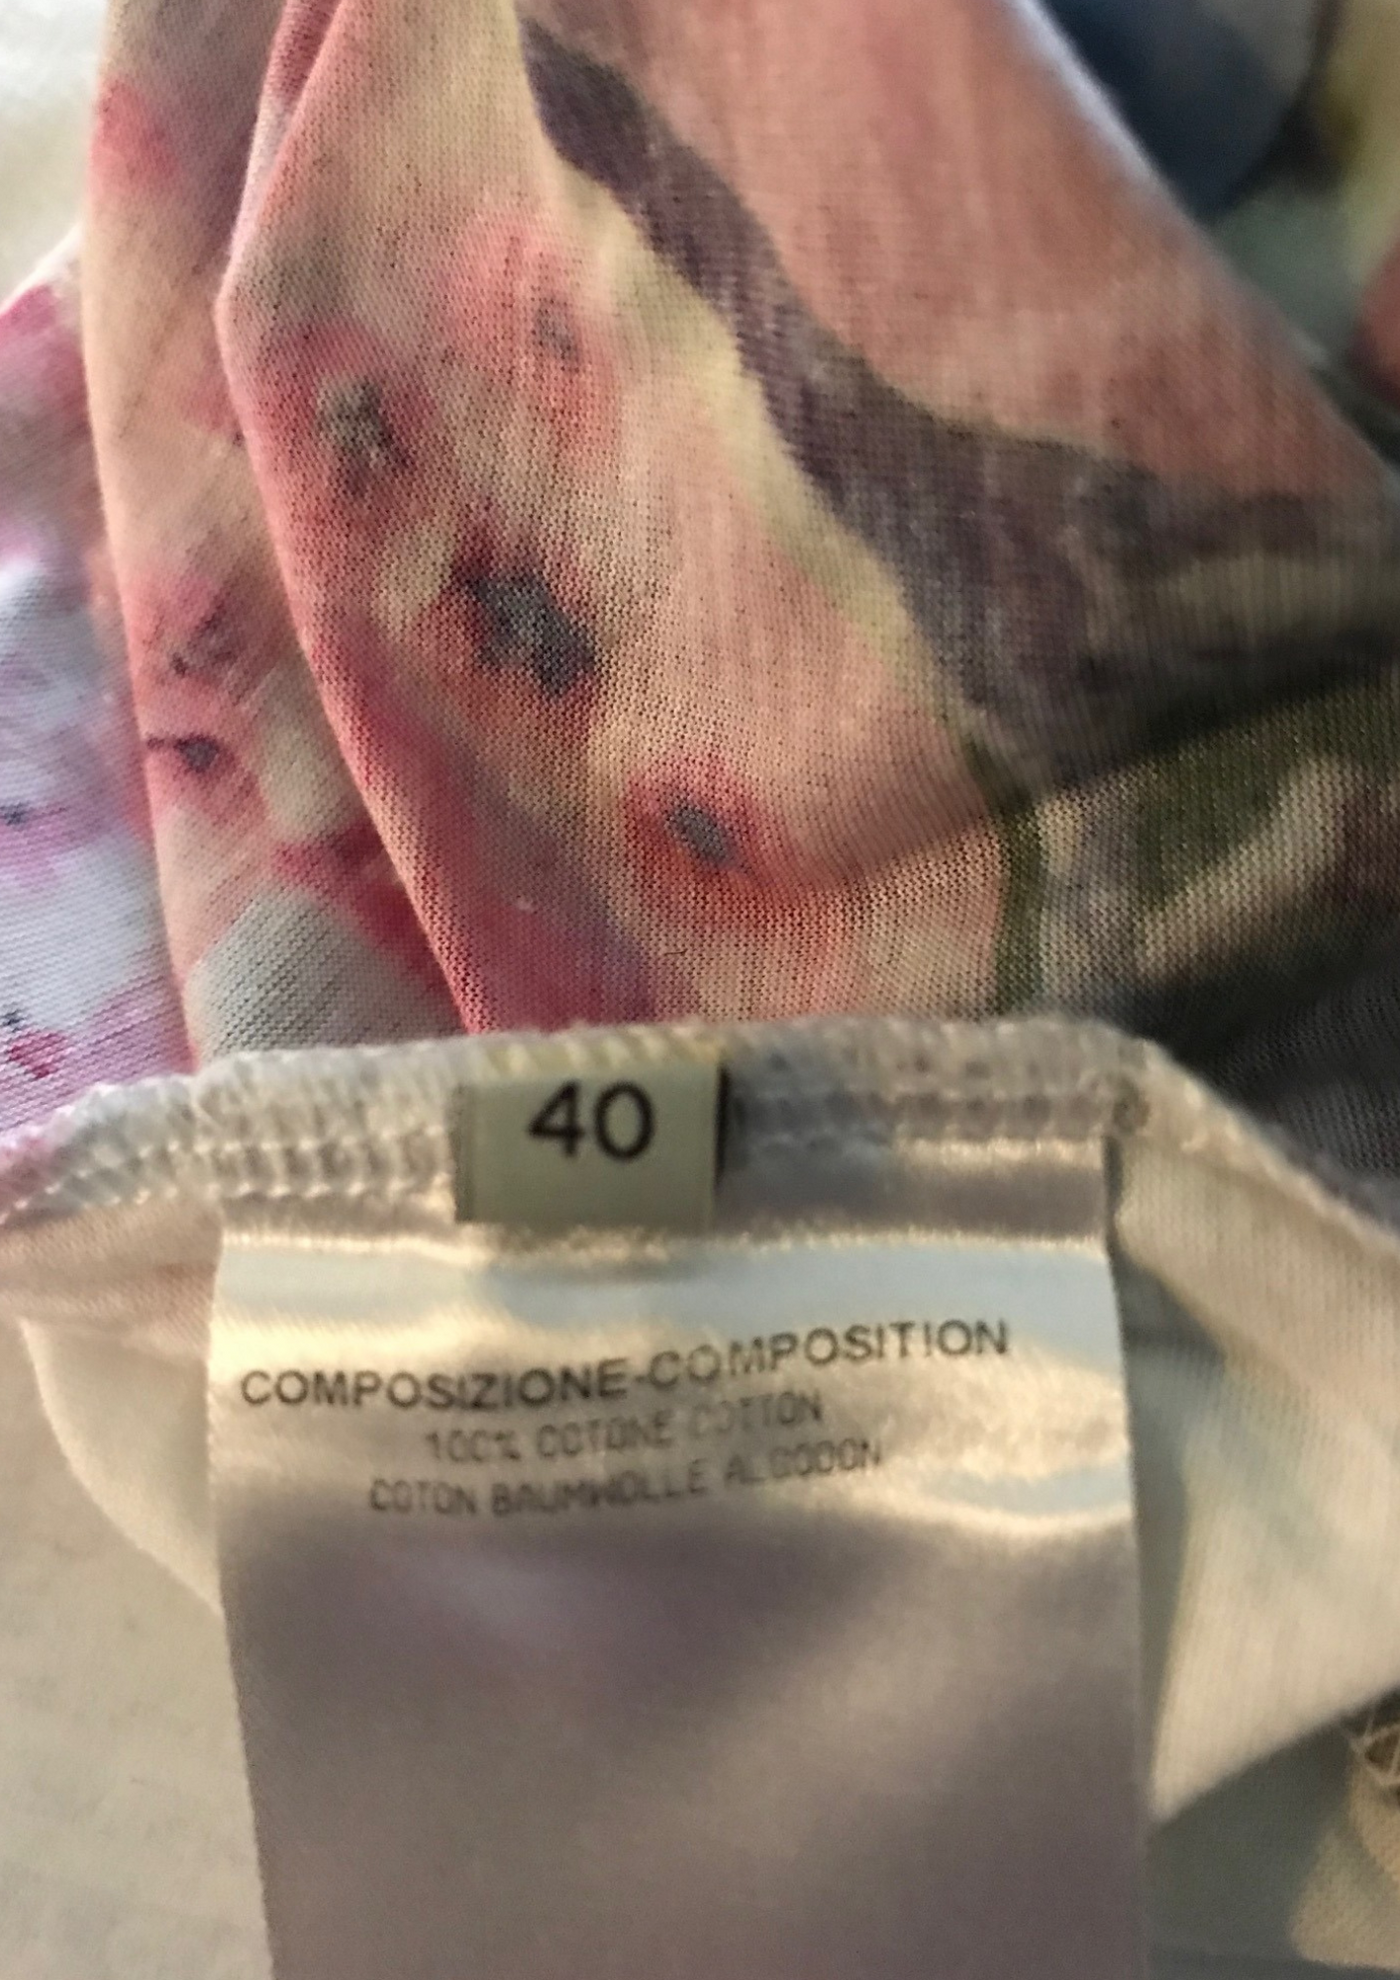 40
COMPOSIZIONE-COMPOSITION
100% COTONE COTTON
COTON BAUMWOLLE ALGODON